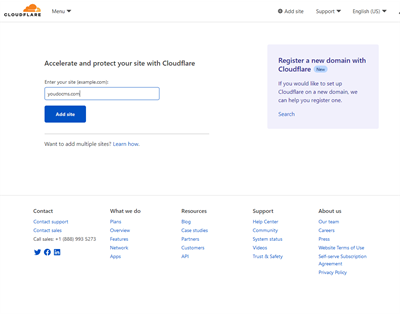 CLOUDFLARE
Menu
Add site
Support
English (US)
Accelerate and protect your site with Cloudflare
Enter your site (example.com):
youdooms.com
Add site
Want to add multiple sites? Learn how.
Register a new domain with
Cloudflare New
If you would like to set up
Cloudflare on a new domain, we
can help you register one.
Search
Contact
Contact support
Contact sales
Call sales: +1 (888) 993 5273
What we do
Plans
Overview
Features
Network
Apps
Resources
Blog
Case studies
Partners
Customers
API
Support
Help Center
Community
System status
Videos
Trust & Safety
About us
Our team
Careers
Press
Website Terms of Use
Self-serve Subscription
Agreement
Privacy Policy